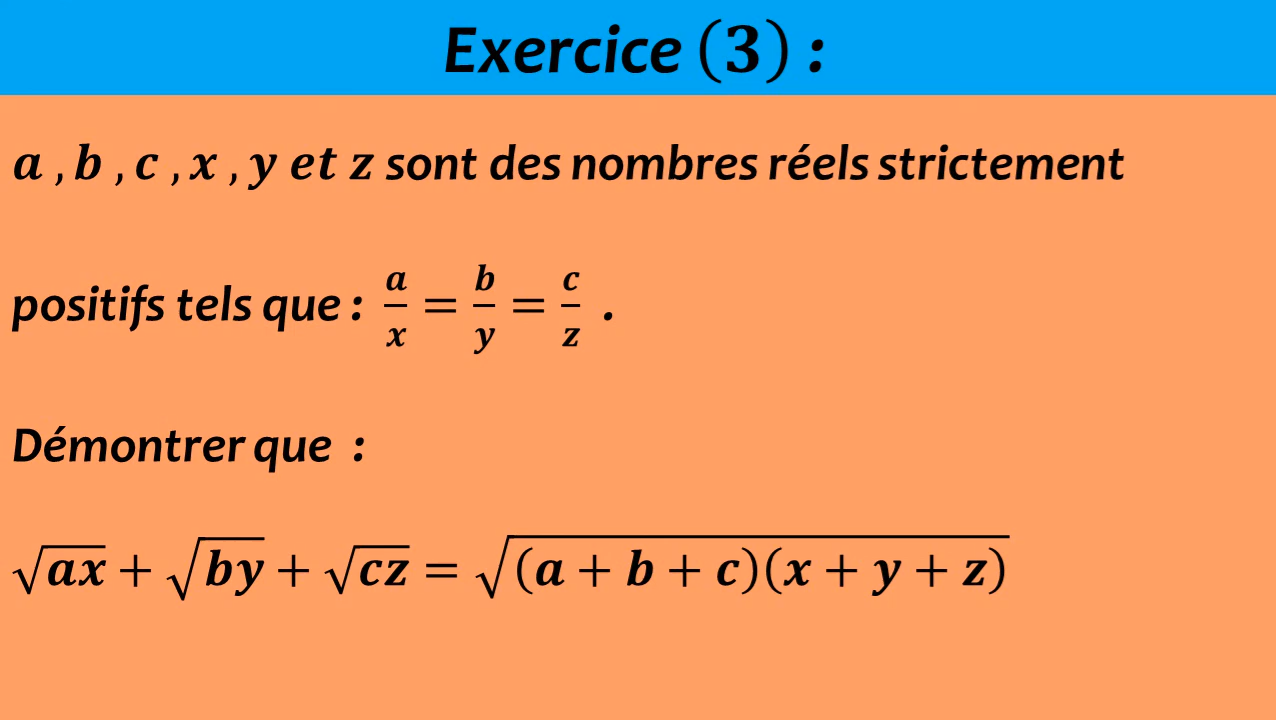 Exercice (3) :
a , b , c , x , y et z sont des nombres réels strictement
positifs tels que : a/x = b/y = c/z .
Démontrer que :
√ax + √by + √cz = √(a + b + c)(x + y + z)